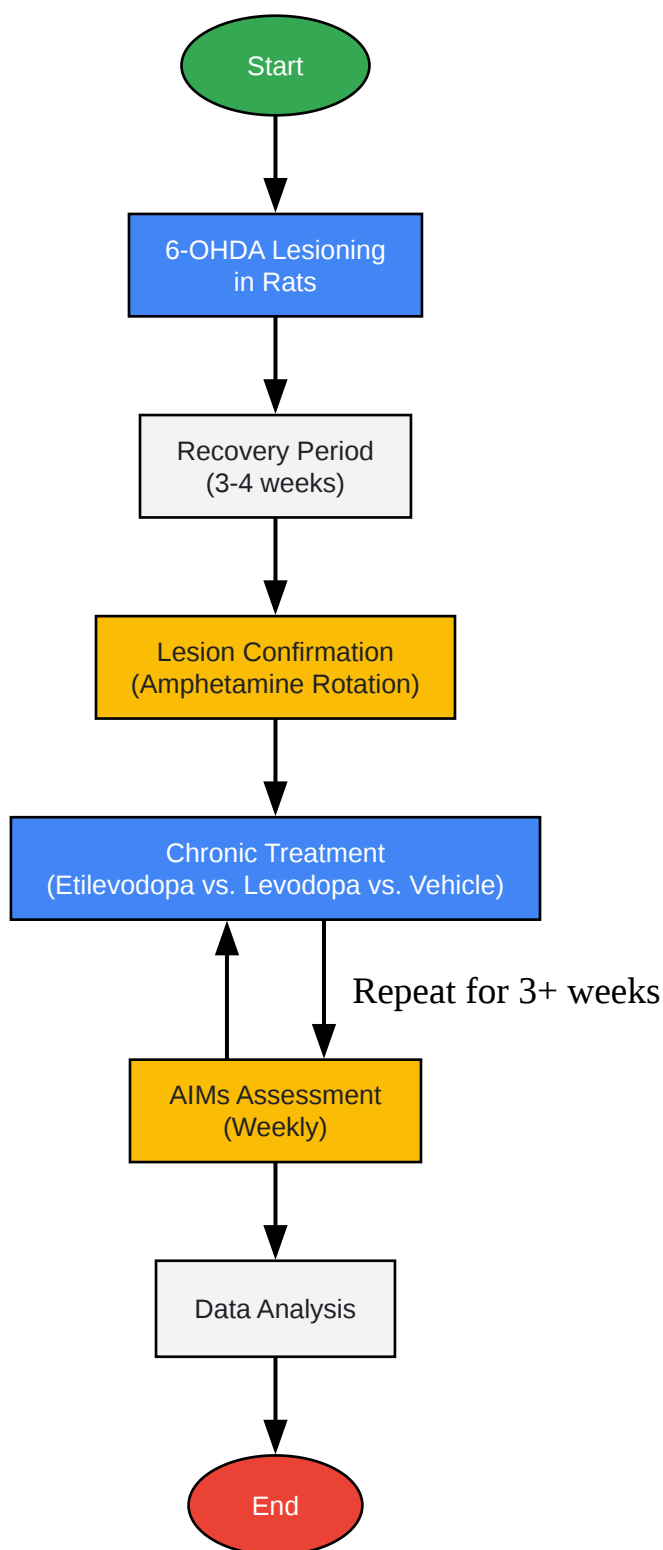 Start
6-OHDA Lesioning
in Rats
Recovery Period
(3-4 weeks)
Lesion Confirmation
(Amphetamine Rotation)
Chronic Treatment
(Etilevodopa vs. Levodopa vs. Vehicle)
Repeat for 3+ weeks
AIMs Assessment
(Weekly)
Data Analysis
End